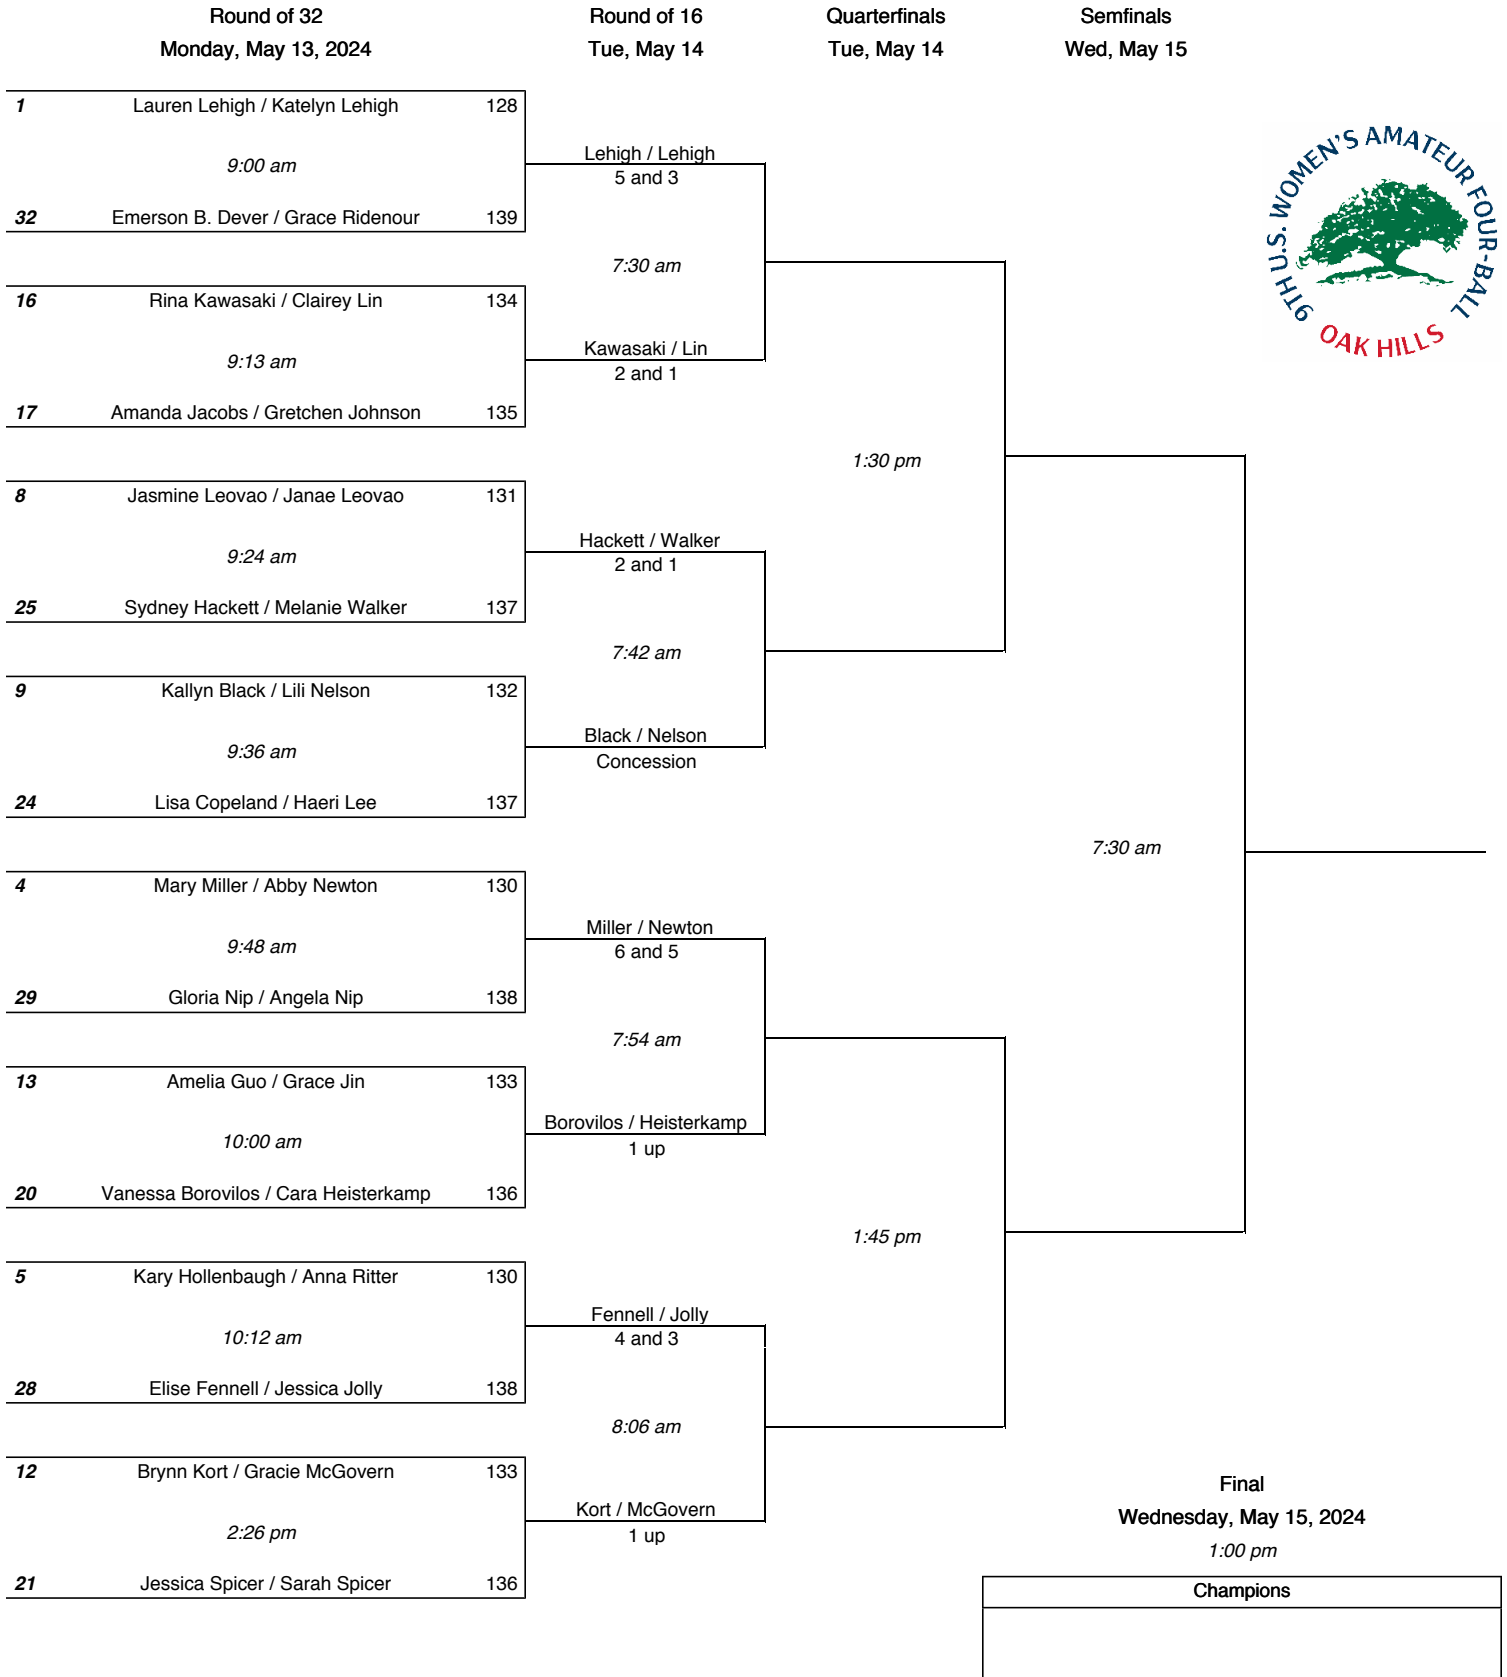 Round of 32
Monday, May 13, 2024
Round of 16
Tue, May 14
Quarterfinals
Tue, May 14
Semfinals
Wed, May 15
9TH U.S. WOMEN'S AMATEUR FOUR-BALL
OAK HILLS
1 Lauren Lehigh / Katelyn Lehigh 128
9:00 am
32 Emerson B. Dever / Grace Ridenour 139
Lehigh / Lehigh
5 and 3
7:30 am
16 Rina Kawasaki / Clairey Lin 134
9:13 am
17 Amanda Jacobs / Gretchen Johnson 135
Kawasaki / Lin
2 and 1
1:30 pm
8 Jasmine Leovao / Janae Leovao 131
9:24 am
25 Sydney Hackett / Melanie Walker 137
Hackett / Walker
2 and 1
7:42 am
9 Kallyn Black / Lili Nelson 132
9:36 am
24 Lisa Copeland / Haeri Lee 137
Black / Nelson
Concession
7:30 am
4 Mary Miller / Abby Newton 130
9:48 am
29 Gloria Nip / Angela Nip 138
Miller / Newton
6 and 5
7:54 am
13 Amelia Guo / Grace Jin 133
10:00 am
20 Vanessa Borovilos / Cara Heisterkamp 136
Borovilos / Heisterkamp
1 up
1:45 pm
5 Kary Hollenbaugh / Anna Ritter 130
10:12 am
28 Elise Fennell / Jessica Jolly 138
Fennell / Jolly
4 and 3
8:06 am
12 Brynn Kort / Gracie McGovern 133
2:26 pm
21 Jessica Spicer / Sarah Spicer 136
Kort / McGovern
1 up
Final
Wednesday, May 15, 2024
1:00 pm
Champions